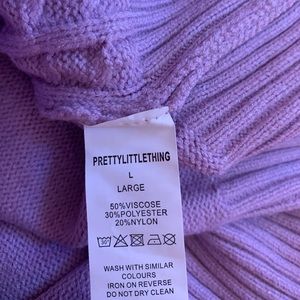 PRETTYLITTLETHING
L
LARGE
50%VISCOSE
30%POLYESTER
20%NYLON
WASH WITH SIMILAR
COLOURS
IRON ON REVERSE
DO NOT DRY CLEAN